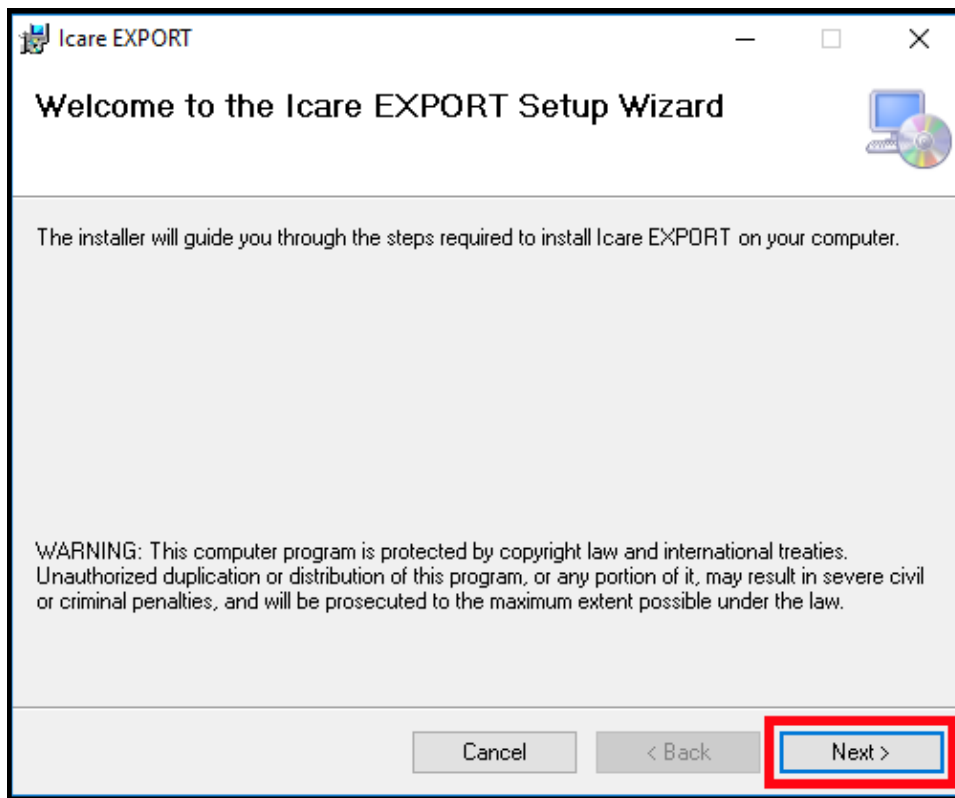 Icare EXPORT
Welcome to the Icare EXPORT Setup Wizard
The installer will guide you through the steps required to install Icare EXPORT on your computer.
WARNING: This computer program is protected by copyright law and international treaties.
Unauthorized duplication or distribution of this program, or any portion of it, may result in severe civil
or criminal penalties, and will be prosecuted to the maximum extent possible under the law.
Cancel
< Back
Next >